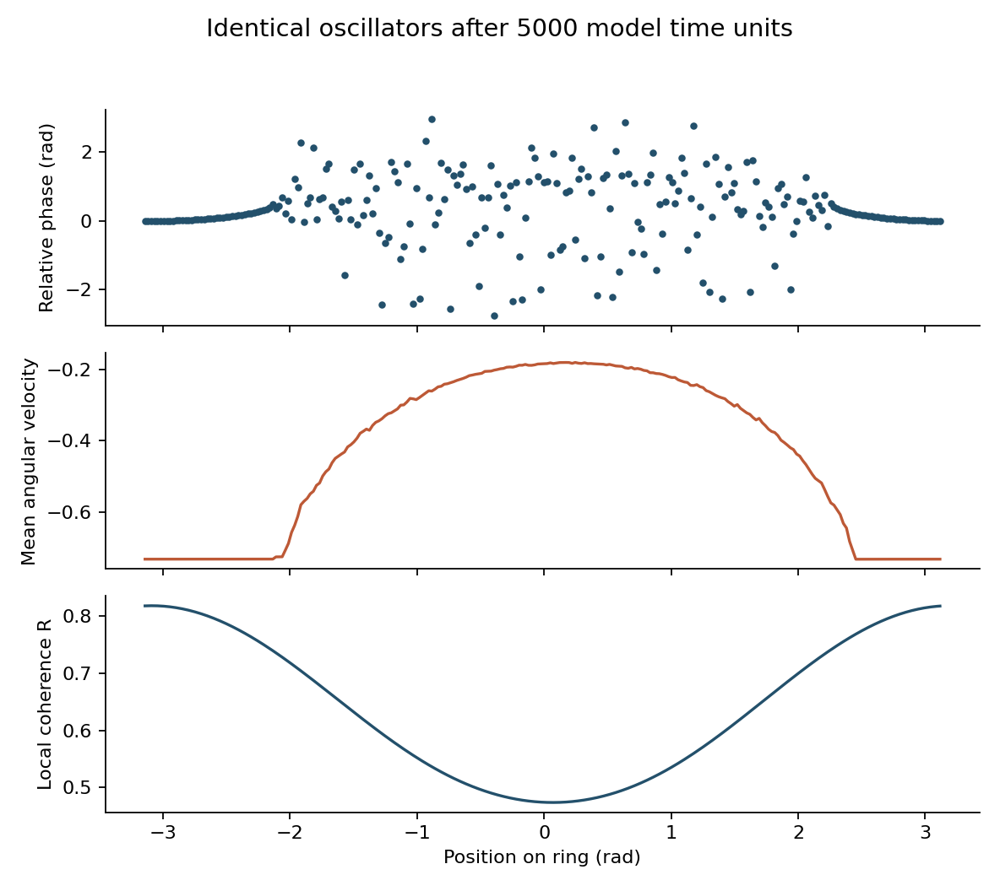 Identical oscillators after 5000 model time units
Relative phase (rad)
2
0
−2
Mean angular velocity
−0.2
−0.4
−0.6
Local coherence R
0.8
0.7
0.6
0.5
−3 −2 −1 0 1 2 3
Position on ring (rad)